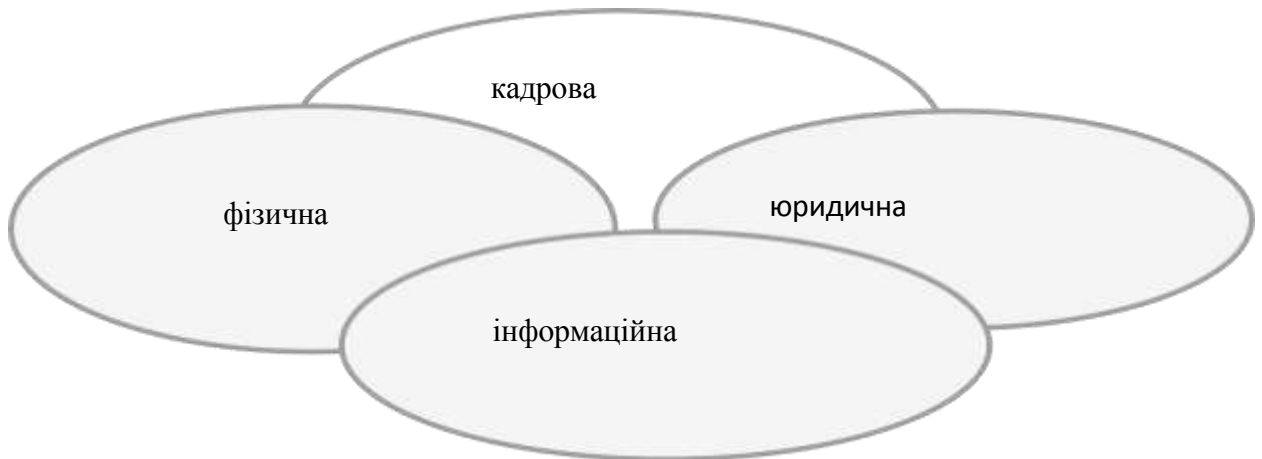 кадрова
фізична
юридична
інформаційна